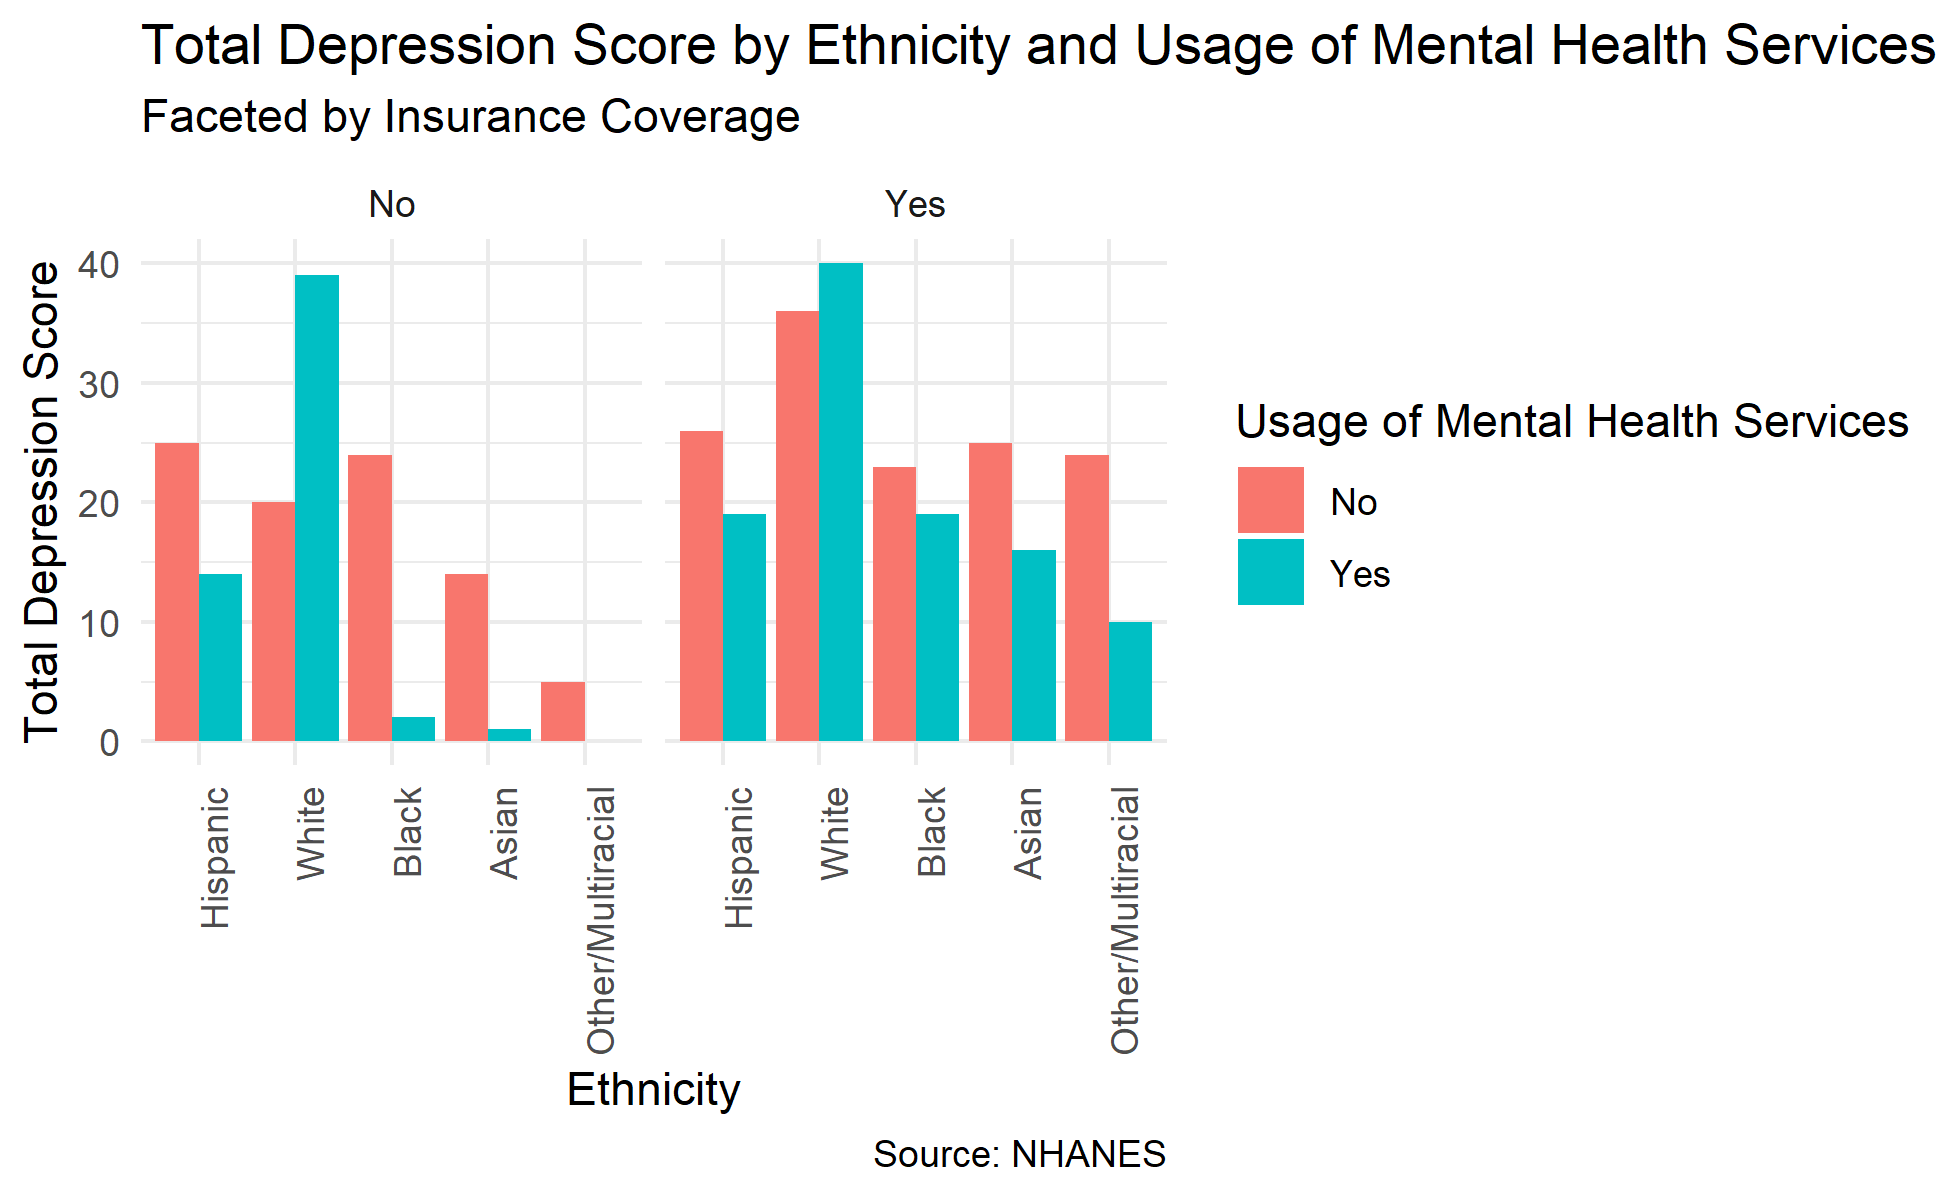 Total Depression Score by Ethnicity and Usage of Mental Health Services
Faceted by Insurance Coverage
No
Yes
Total Depression Score
40
30
20
10
0
Hispanic
White
Black
Asian
Other/Multiracial
Hispanic
White
Black
Asian
Other/Multiracial
Ethnicity
Usage of Mental Health Services
No
Yes
Source: NHANES